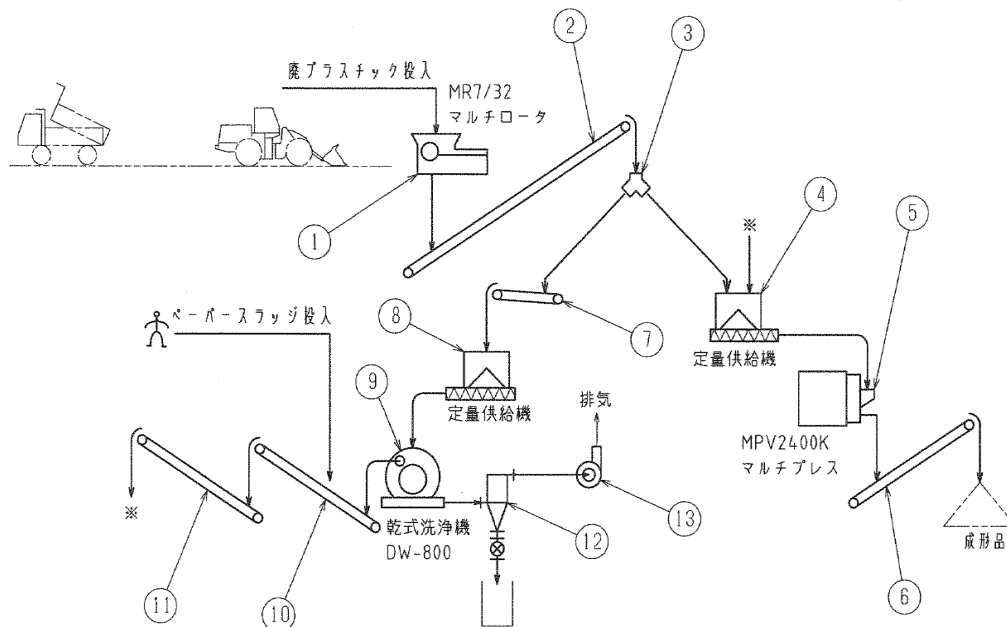 ②
③
廃プラスチック投入
MR7/32
マルチロータ
④
※
⑤
①
ペーパースラッジ投入
⑧
⑦
定量供給機
⑨
定量供給機
排気
MPV2400K
マルチプレス
※
⑬
⑪
⑩
乾式洗浄機
DW-800
⑫
⑥
成形品